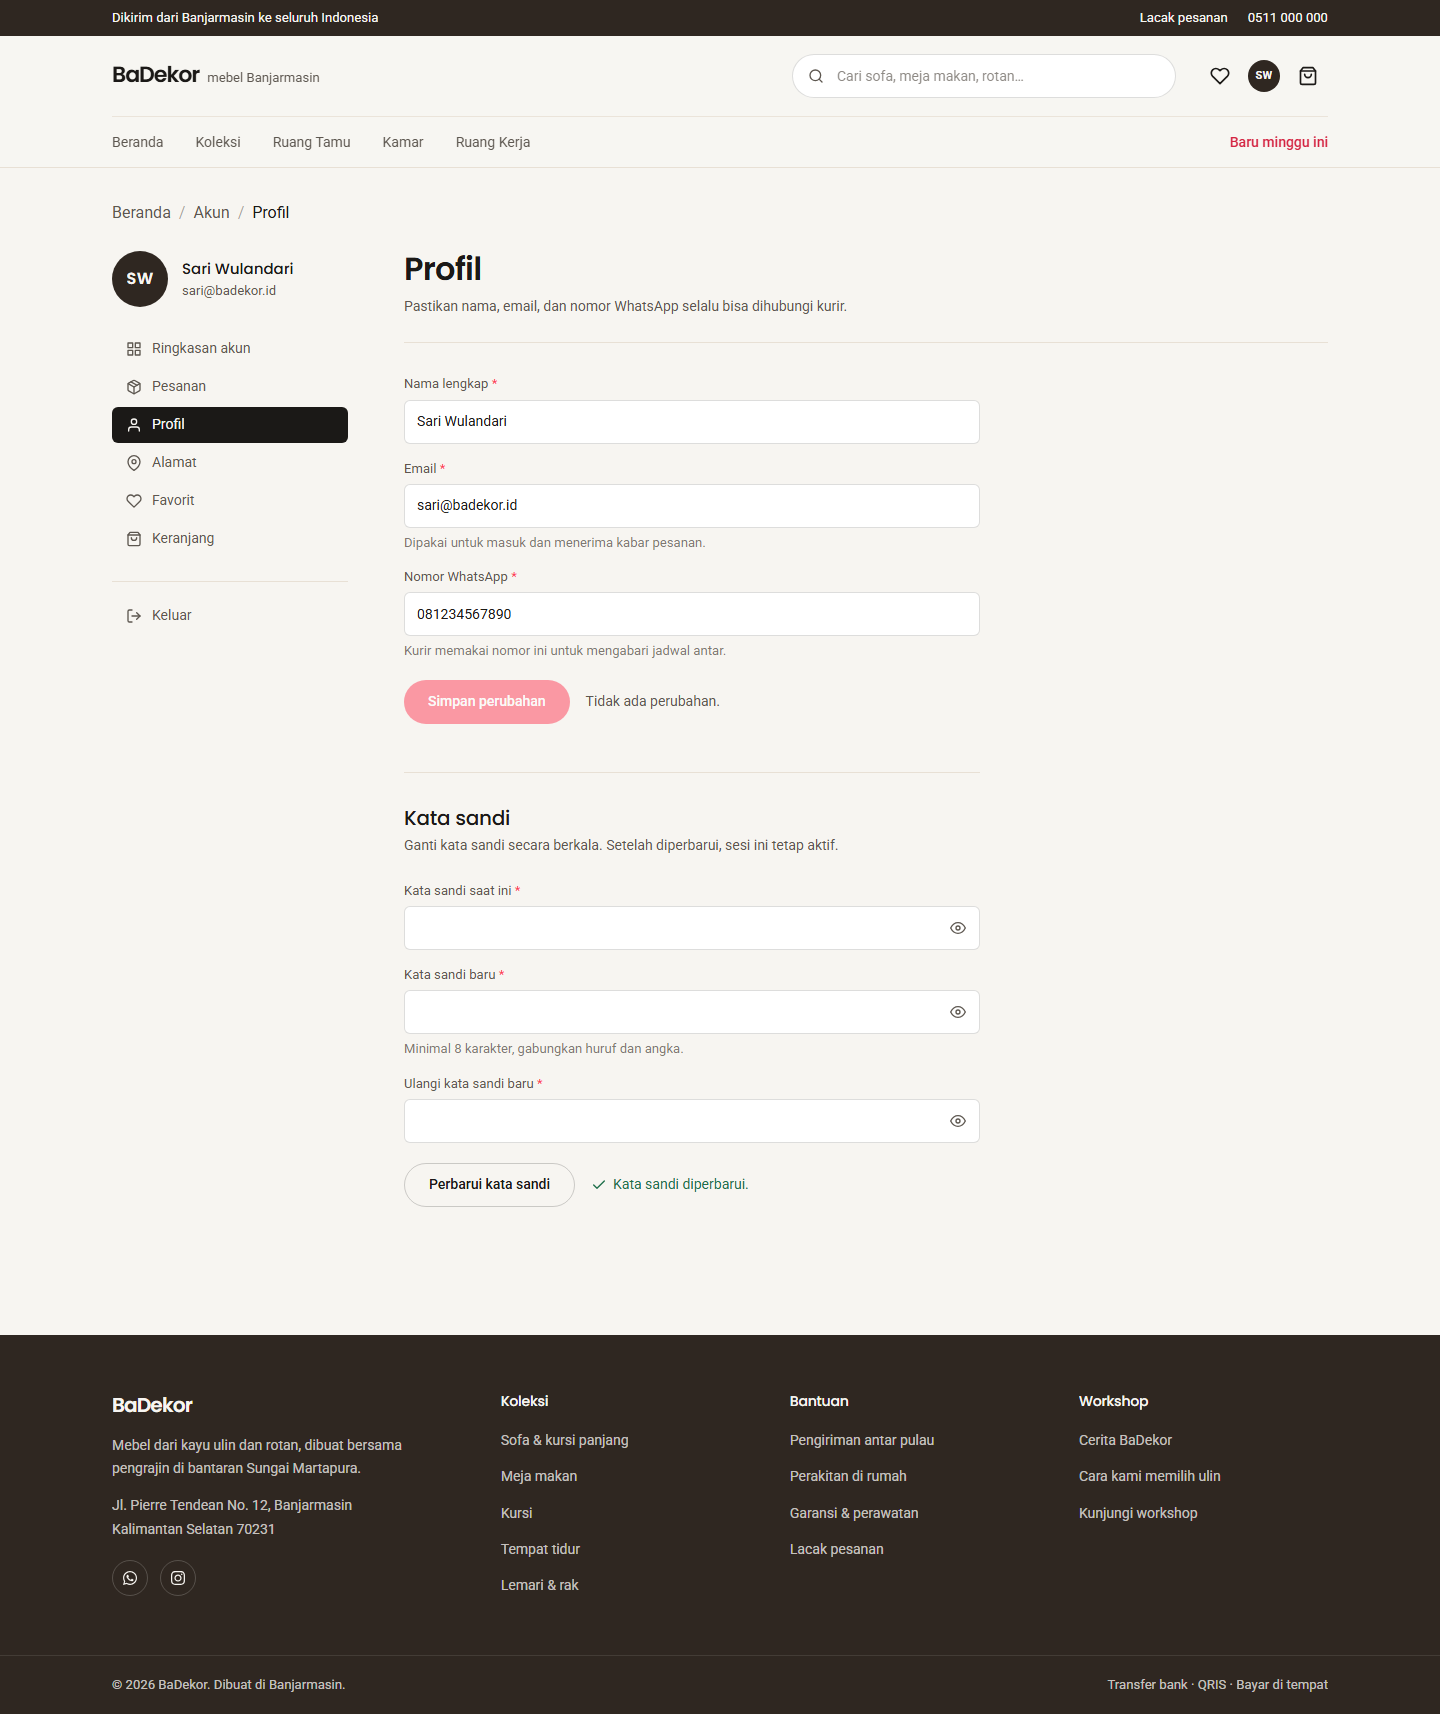 Dikirim dari Banjarmasin ke seluruh Indonesia
Lacak pesanan
0511 000 000
BaDekor mebel Banjarmasin
Cari sofa, meja makan, rotan…
SW
Beranda
Koleksi
Ruang Tamu
Kamar
Ruang Kerja
Baru minggu ini
Beranda / Akun / Profil
SW
Sari Wulandari
sari@badekor.id
Ringkasan akun
Pesanan
Profil
Alamat
Favorit
Keranjang
Keluar
Profil
Pastikan nama, email, dan nomor WhatsApp selalu bisa dihubungi kurir.
Nama lengkap *
Sari Wulandari
Email *
sari@badekor.id
Dipakai untuk masuk dan menerima kabar pesanan.
Nomor WhatsApp *
081234567890
Kurir memakai nomor ini untuk mengabari jadwal antar.
Simpan perubahan
Tidak ada perubahan.
Kata sandi
Ganti kata sandi secara berkala. Setelah diperbarui, sesi ini tetap aktif.
Kata sandi saat ini *
Kata sandi baru *
Minimal 8 karakter, gabungkan huruf dan angka.
Ulangi kata sandi baru *
Perbarui kata sandi
Kata sandi diperbarui.
BaDekor
Mebel dari kayu ulin dan rotan, dibuat bersama
pengrajin di bantaran Sungai Martapura.
Jl. Pierre Tendean No. 12, Banjarmasin
Kalimantan Selatan 70231
Koleksi
Sofa & kursi panjang
Meja makan
Kursi
Tempat tidur
Lemari & rak
Bantuan
Pengiriman antar pulau
Perakitan di rumah
Garansi & perawatan
Lacak pesanan
Workshop
Cerita BaDekor
Cara kami memilih ulin
Kunjungi workshop
© 2026 BaDekor. Dibuat di Banjarmasin.
Transfer bank · QRIS · Bayar di tempat